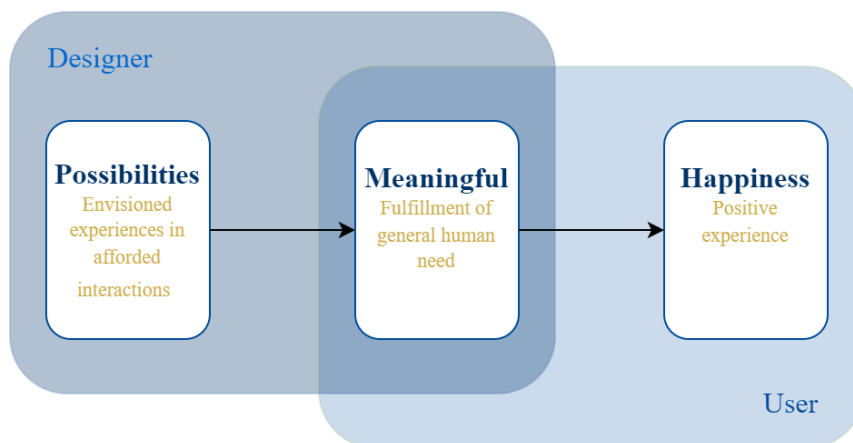 Designer
Possibilities
Envisioned
experiences in
afforded
interactions
Meaningful
Fulfillment of
general human
need
Happiness
Positive
experience
User